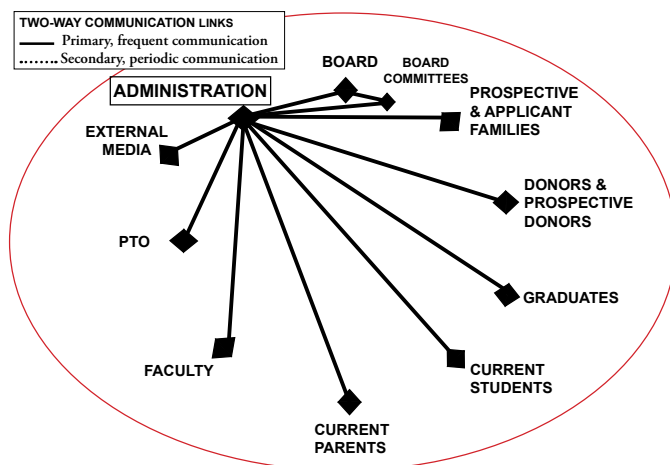 TWO-WAY COMMUNICATION LINKS
Primary, frequent communication
Secondary, periodic communication
ADMINISTRATION
BOARD
BOARD
COMMITTEES
PROSPECTIVE
& APPLICANT
FAMILIES
EXTERNAL
MEDIA
DONORS &
PROSPECTIVE
DONORS
PTO
GRADUATES
FACULTY
CURRENT
STUDENTS
CURRENT
PARENTS